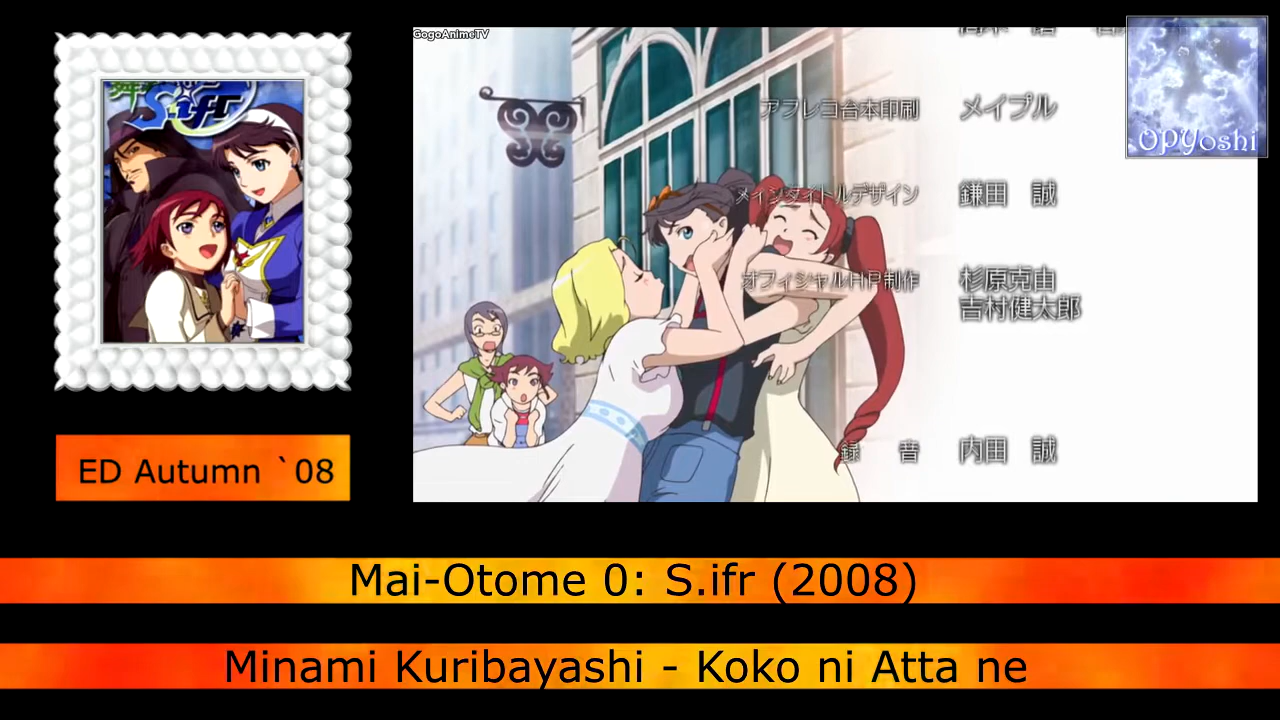 GogoAnimeTV
S.ifr
OPYoshi
アフレコ台本印刷 メイプル
メインタイトルデザイン 鎌田 誠
オフィシャルHP制作 杉原克由
吉村健太郎
録 音 内田 誠
ED Autumn `08
Mai-Otome 0: S.ifr (2008)
Minami Kuribayashi - Koko ni Atta ne